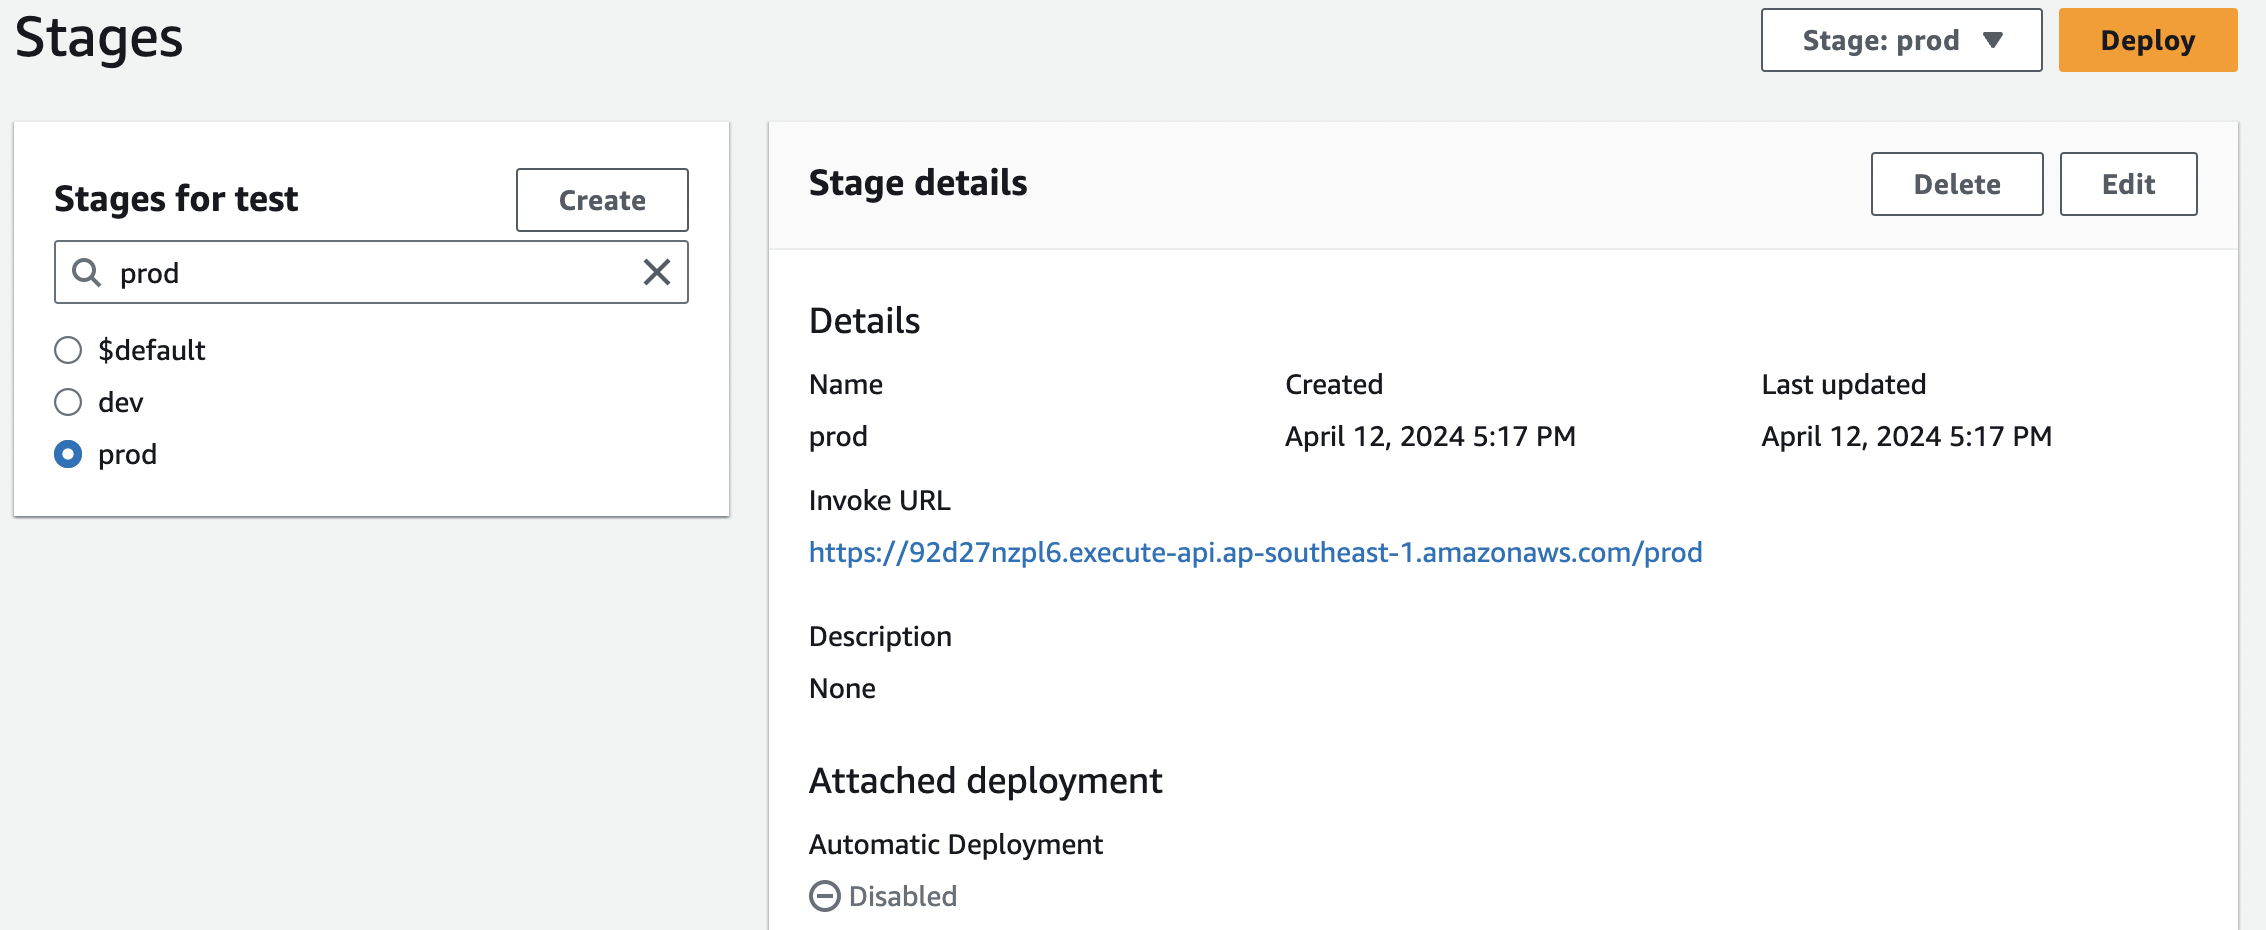 Stages
Stage: prod
Deploy
Stages for test
Create
prod
$default
dev
prod
Stage details
Delete
Edit
Details
Name
Created
Last updated
prod
April 12, 2024 5:17 PM
April 12, 2024 5:17 PM
Invoke URL
https://92d27nzpl6.execute-api.ap-southeast-1.amazonaws.com/prod
Description
None
Attached deployment
Automatic Deployment
Disabled